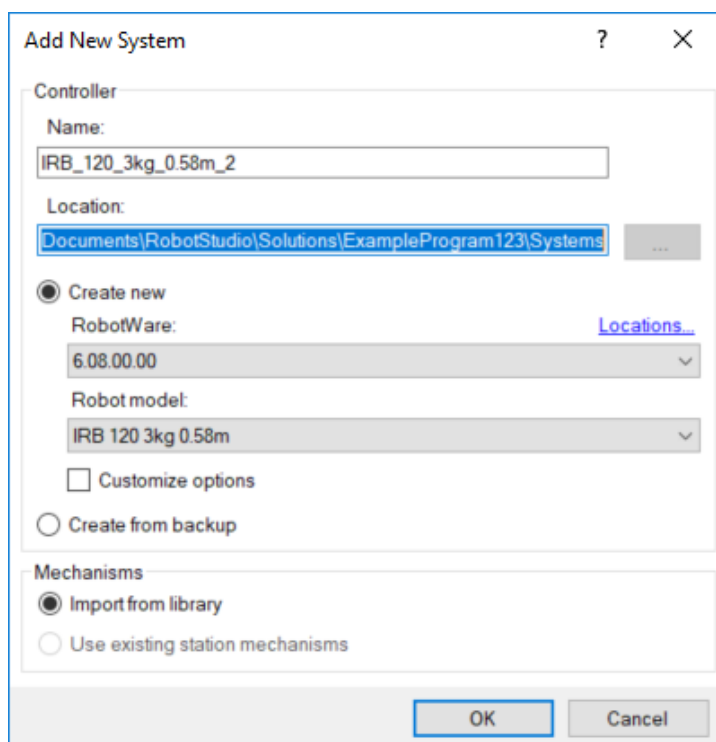 Add New System
?
Controller
Name:
IRB_120_3kg_0.58m_2
Location:
Documents\RobotStudio\Solutions\ExampleProgram123\Systems
...
Create new
RobotWare:
Locations...
6.08.00.00
Robot model:
IRB 120 3kg 0.58m
Customize options
Create from backup
Mechanisms
Import from library
Use existing station mechanisms
OK
Cancel